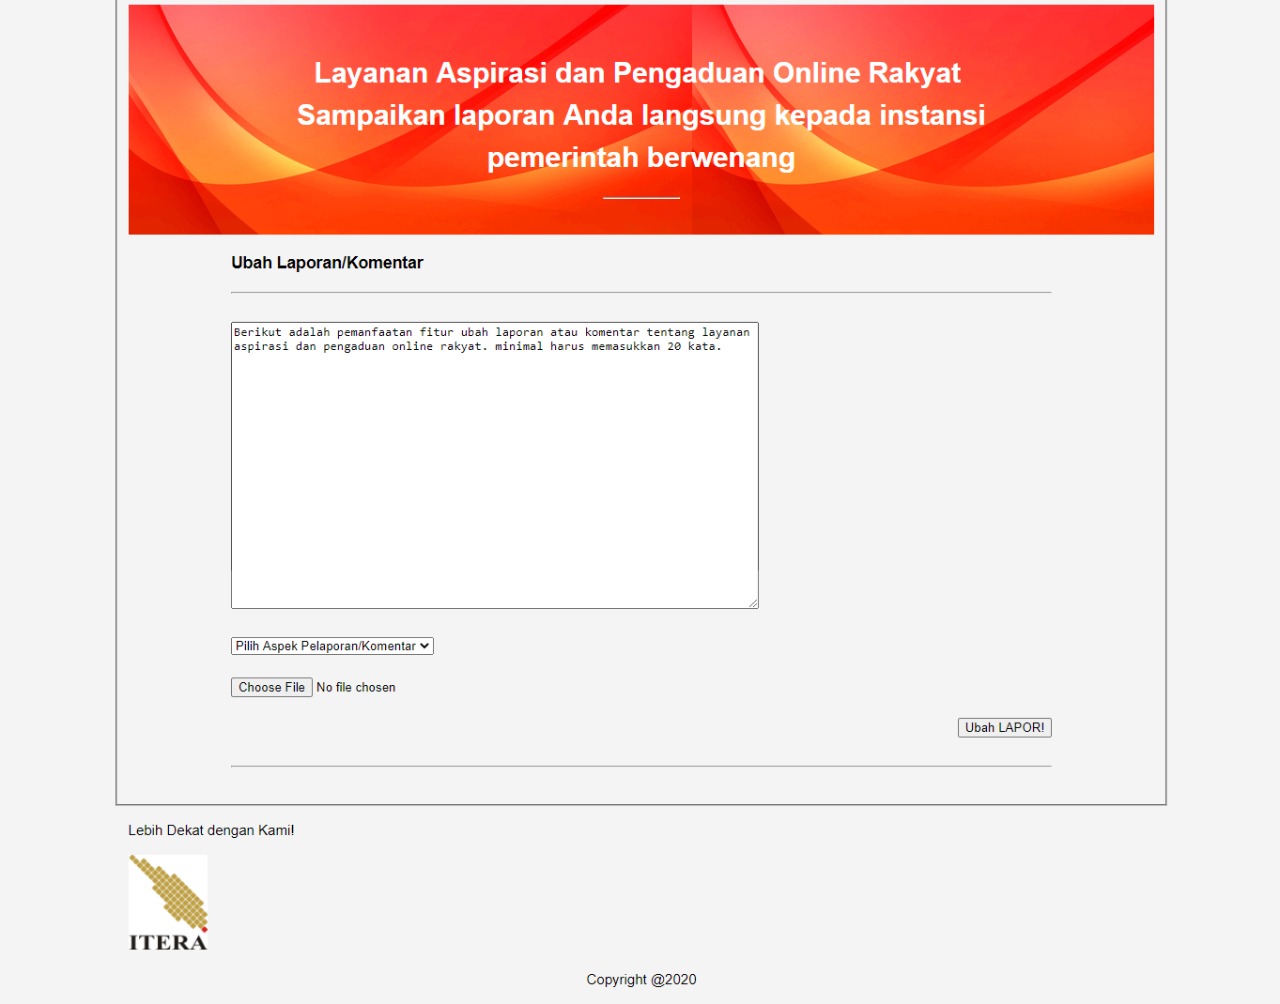 Layanan Aspirasi dan Pengaduan Online Rakyat
Sampaikan laporan Anda langsung kepada instansi
pemerintah berwenang
Ubah Laporan/Komentar
Berikut adalah pemanfaatan fitur ubah laporan atau komentar tentang layanan
aspirasi dan pengaduan online rakyat. minimal harus memasukkan 20 kata.
Pilih Aspek Pelaporan/Komentar
Choose File No file chosen
Ubah LAPOR!
Lebih Dekat dengan Kami!
ITERA
Copyright @2020